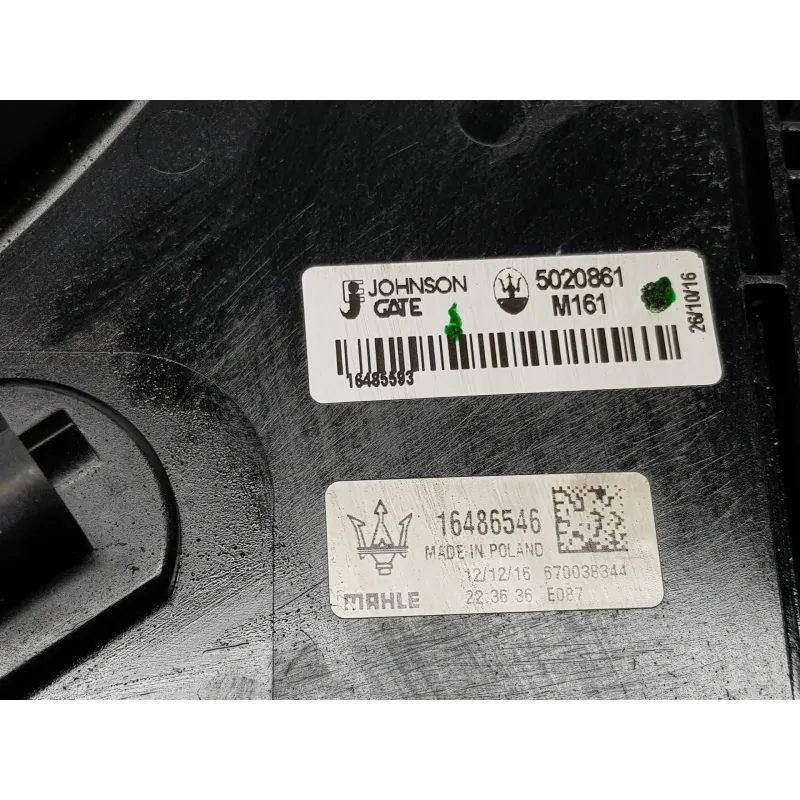 JOHNSON
GATE
5020861
M161
26/10/16
16485593
16486546
MADE IN POLAND
12/12/16 670038344
MAHLE
22 36 36 E087